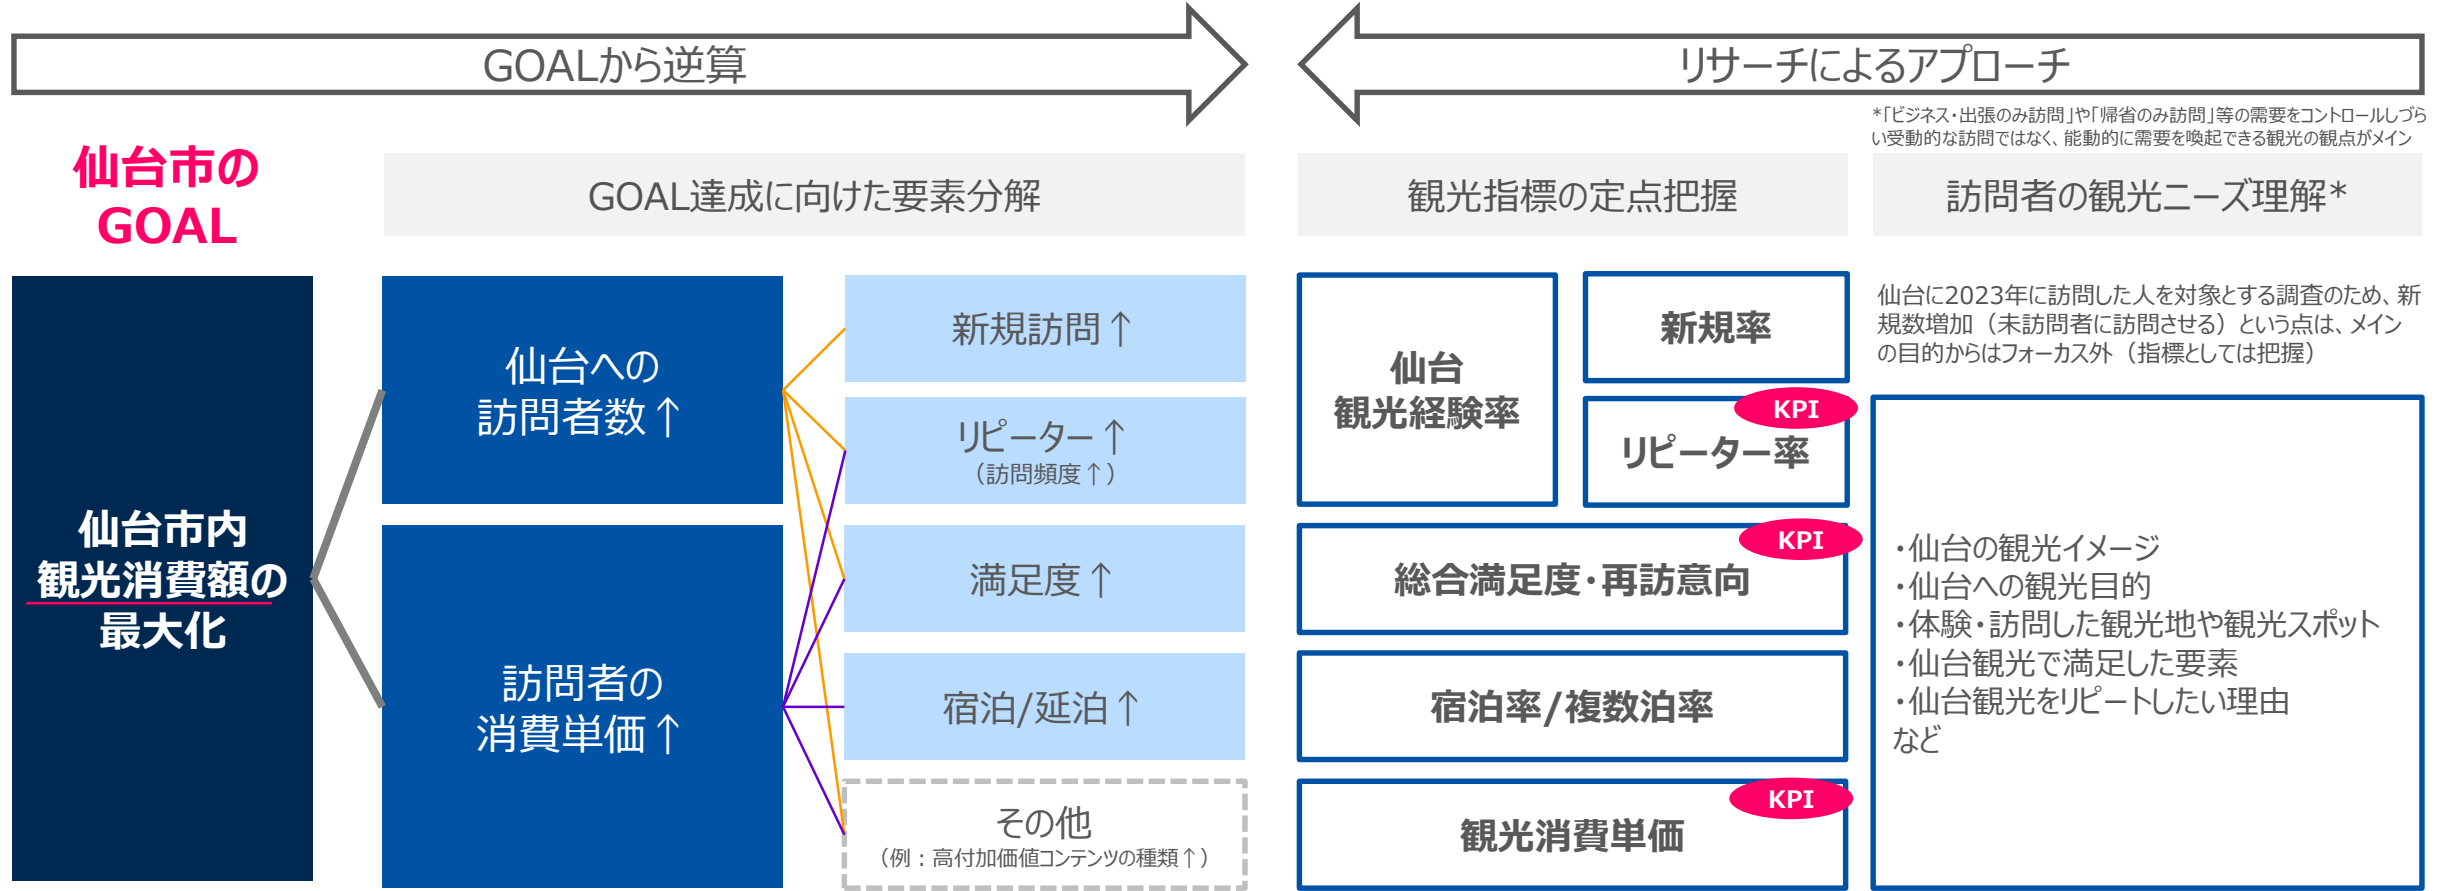 GOALから逆算
リサーチによるアプローチ
*「ビジネス・出張のみ訪問」や「帰省のみ訪問」等の需要をコントロールしづら
い受動的な訪問ではなく、能動的に需要を喚起できる観光の観点がメイン
仙台市の
GOAL
GOAL達成に向けた要素分解
観光指標の定点把握
訪問者の観光ニーズ理解*
仙台市内
観光消費額の
最大化
仙台への
訪問者数↑
訪問者の
消費単価↑
新規訪問↑
リピーター↑
（訪問頻度↑）
満足度↑
宿泊/延泊↑
その他
（例：高付加価値コンテンツの種類↑）
仙台
観光経験率
新規率
KPI
リピーター率
KPI
総合満足度・再訪意向
宿泊率/複数泊率
KPI
観光消費単価
仙台に2023年に訪問した人を対象とする調査のため、新
規数増加（未訪問者に訪問させる）という点は、メイン
の目的からはフォーカス外（指標としては把握）
・仙台の観光イメージ
・仙台への観光目的
・体験・訪問した観光地や観光スポット
・仙台観光で満足した要素
・仙台観光をリピートしたい理由
など